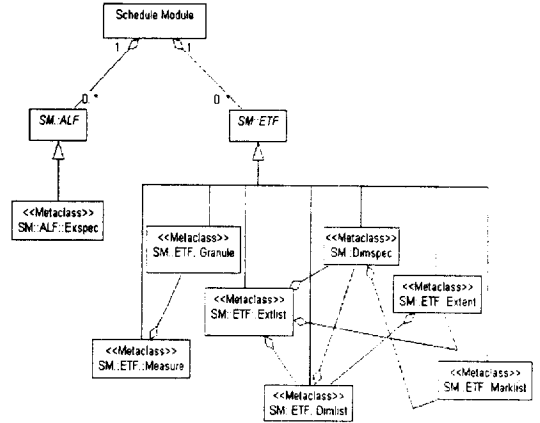 Schedule Module
1 1
0..* 0..*
SM::ALF SM::ETF
<<Metaclass>> <<Metaclass>> <<Metaclass>>
SM::ALF::Exspec SM::ETF::Granule SM::Dimspec
<<Metaclass>> <<Metaclass>>
SM::ETF::Extlist SM::ETF::Extent
<<Metaclass>> <<Metaclass>>
SM::ETF::Measure SM::ETF::Marklist
<<Metaclass>>
SM::ETF::Dimlist